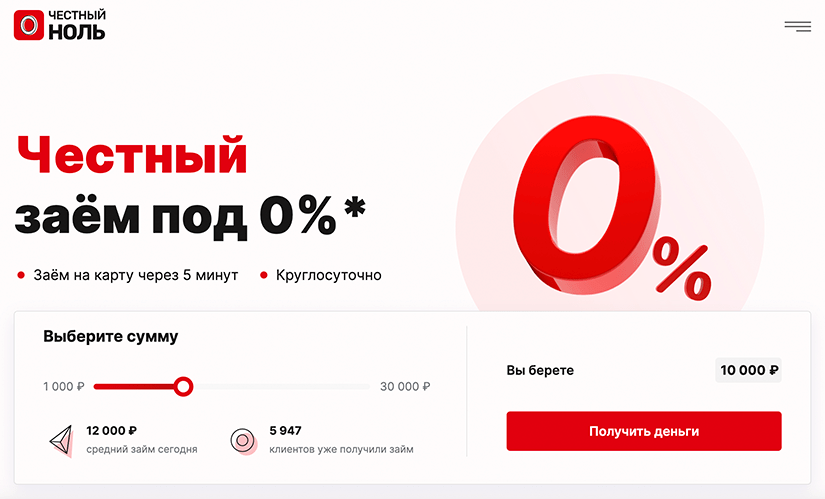 ЧЕСТНЫЙ
НОЛЬ
Честный
заём под 0%*
0%
Заём на карту через 5 минут
Круглосуточно
Выберите сумму
1 000 ₽
30 000 ₽
12 000 ₽
средний займ сегодня
5 947
клиентов уже получили займ
Вы берете
10 000 ₽
Получить деньги